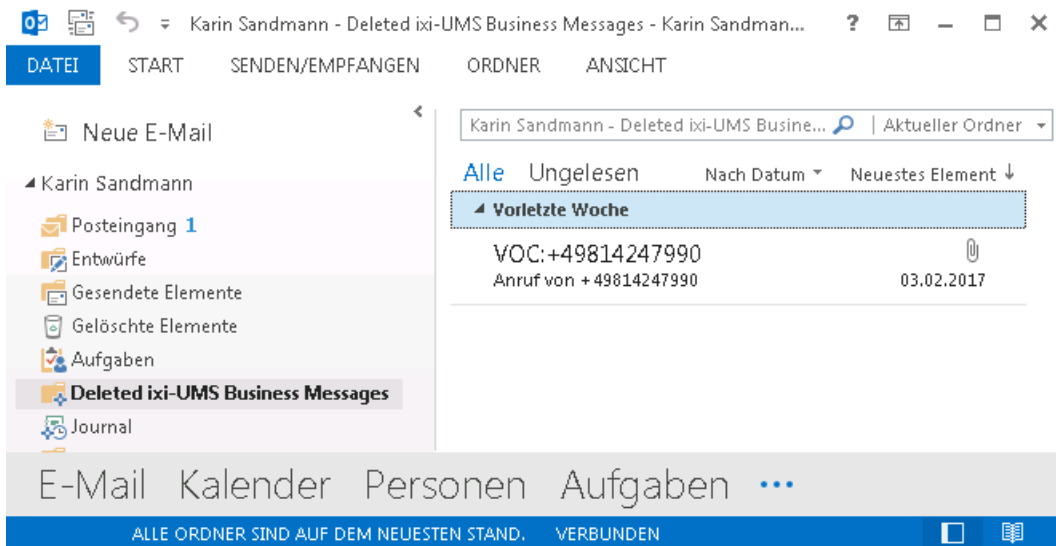 Karin Sandmann - Deleted ixi-UMS Business Messages - Karin Sandman... ?
DATEI START SENDEN/EMPFANGEN ORDNER ANSICHT
Neue E-Mail
Karin Sandmann
Posteingang 1
Entwürfe
Gesendete Elemente
Gelöschte Elemente
Aufgaben
Deleted ixi-UMS Business Messages
Journal
Karin Sandmann - Deleted ixi-UMS Busine... | Aktueller Ordner
Alle Ungelesen Nach Datum Neuestes Element ↓
Vorletzte Woche
VOC:+49814247990
Anruf von +49814247990 03.02.2017
E-Mail Kalender Personen Aufgaben ...
ALLE ORDNER SIND AUF DEM NEUESTEN STAND. VERBUNDEN